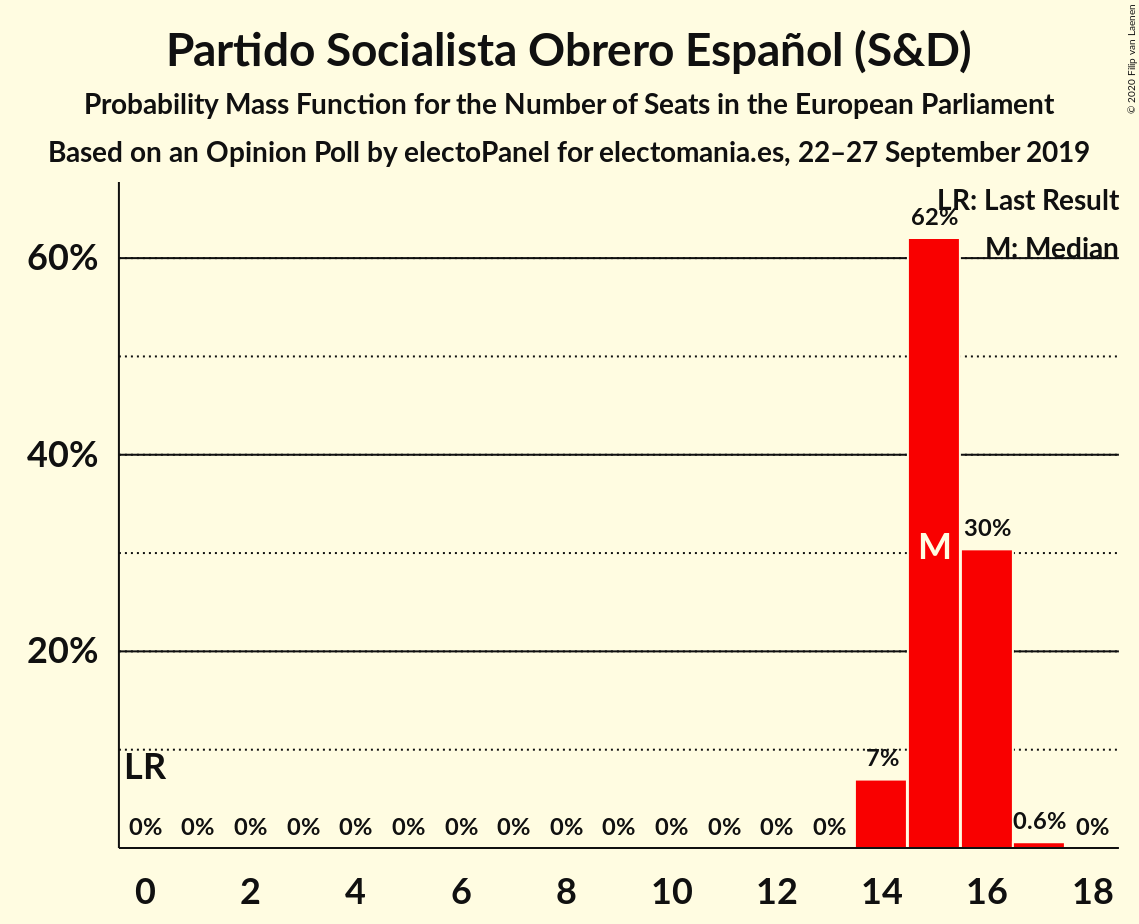 Partido Socialista Obrero Español (S&D)
Probability Mass Function for the Number of Seats in the European Parliament
Based on an Opinion Poll by electoPanel for electomania.es, 22–27 September 2019
© 2020 Filip van Laenen
LR: Last Result
M: Median
60%
40%
20%
62%
M
30%
7%
LR
0% 0% 0% 0% 0% 0% 0% 0% 0% 0% 0% 0% 0% 0% 0.6% 0%
0 2 4 6 8 10 12 14 16 18